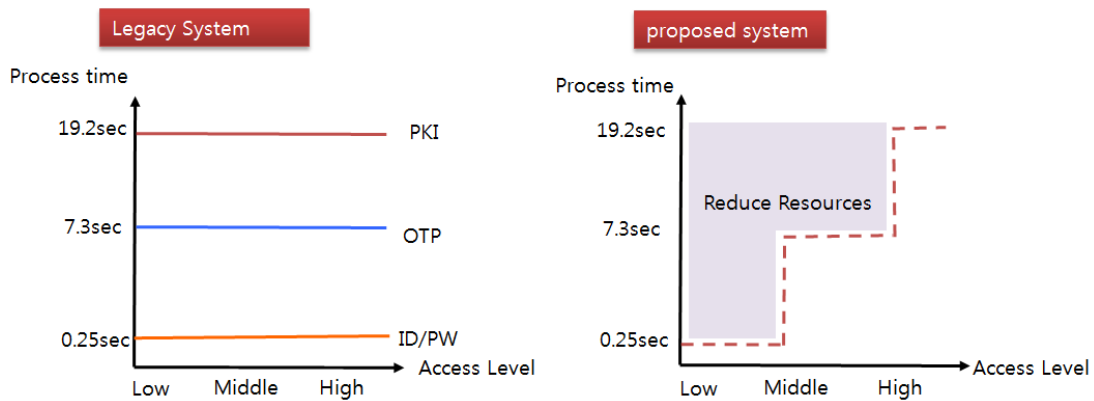 Legacy System
Process time
19.2sec
PKI
7.3sec
OTP
0.25sec
ID/PW
Access Level
Low Middle High
proposed system
Process time
19.2sec
Reduce Resources
7.3sec
0.25sec
Access Level
Low Middle High